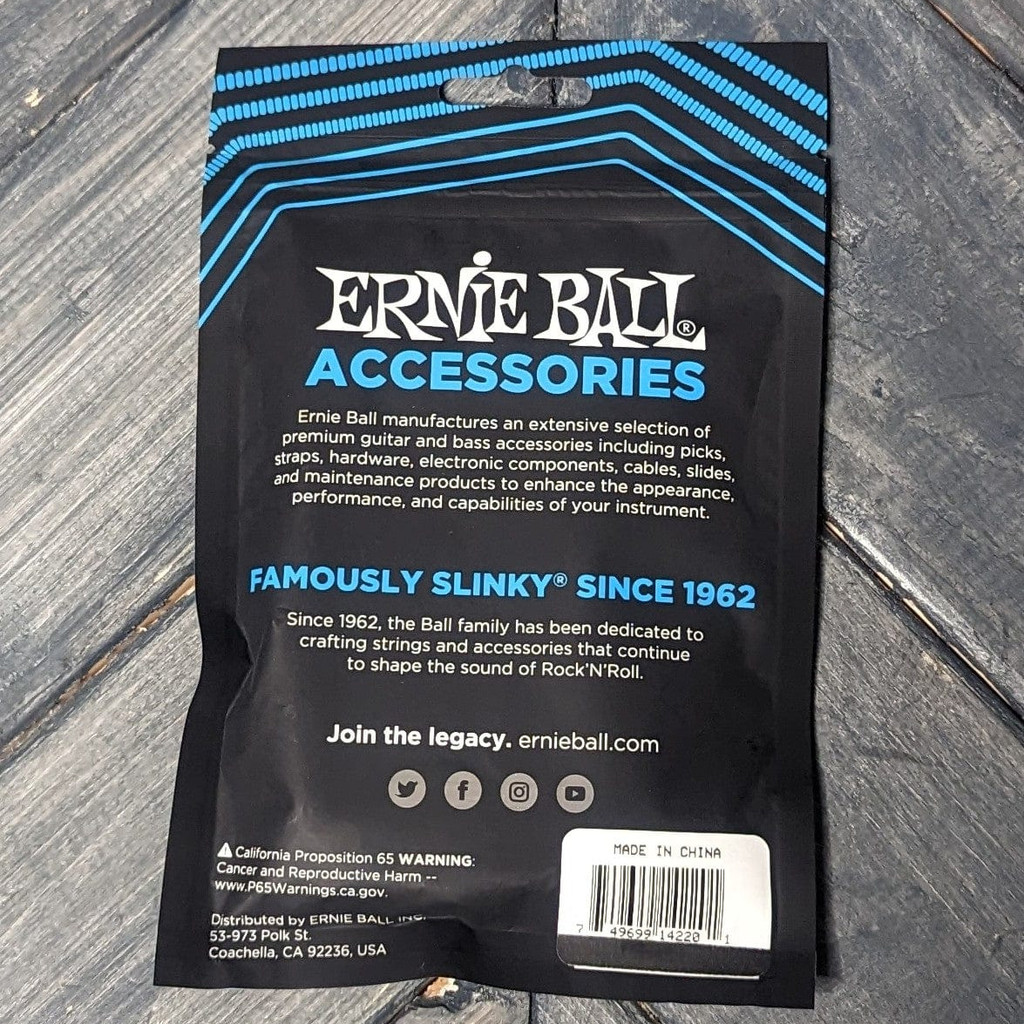 ERNIE BALL®
ACCESSORIES
Ernie Ball manufactures an extensive selection of
premium guitar and bass accessories including picks,
straps, hardware, electronic components, cables, slides,
and maintenance products to enhance the appearance,
performance, and capabilities of your instrument.
FAMOUSLY SLINKY® SINCE 1962
Since 1962, the Ball family has been dedicated to
crafting strings and accessories that continue
to shape the sound of Rock'N'Roll.
Join the legacy. ernieball.com
California Proposition 65 WARNING:
Cancer and Reproductive Harm --
www.P65Warnings.ca.gov.
Distributed by ERNIE BALL INC.
53-973 Polk St.
Coachella, CA 92236, USA
MADE IN CHINA
7 49699 14220 1